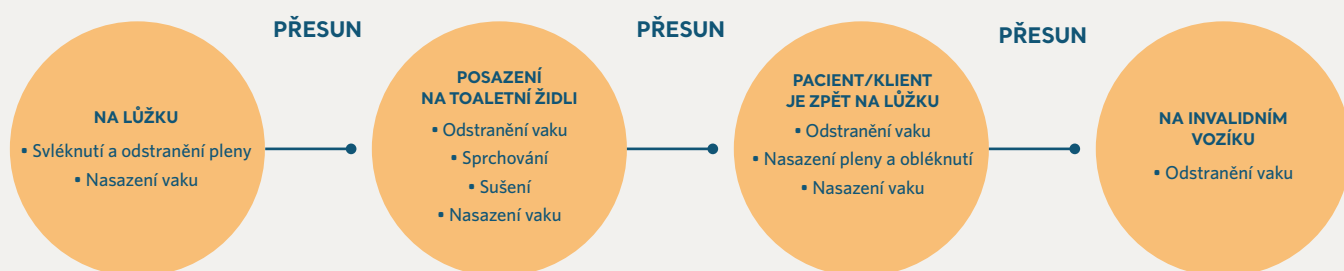 PŘESUN
PŘESUN
PŘESUN
NA LŮŽKU
▪ Svléknutí a odstranění pleny
▪ Nasazení vaku
POSAZENÍ
NA TOALETNÍ ŽIDLI
▪ Odstranění vaku
▪ Sprchování
▪ Sušení
▪ Nasazení vaku
PACIENT/KLIENT
JE ZPĚT NA LŮŽKU
▪ Odstranění vaku
▪ Nasazení pleny a obléknutí
▪ Nasazení vaku
NA INVALIDNÍM
VOZÍKU
▪ Odstranění vaku